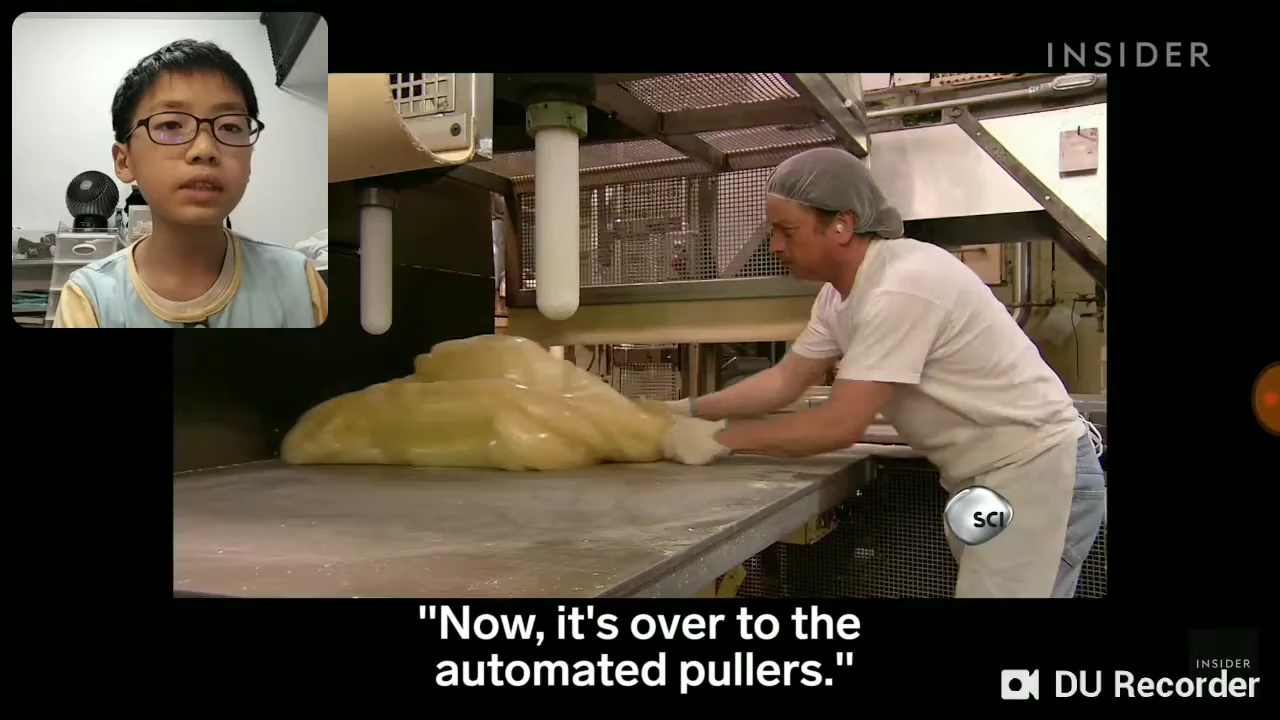 INSIDER
SCI
"Now, it's over to the
automated pullers."
INSIDER
DU Recorder